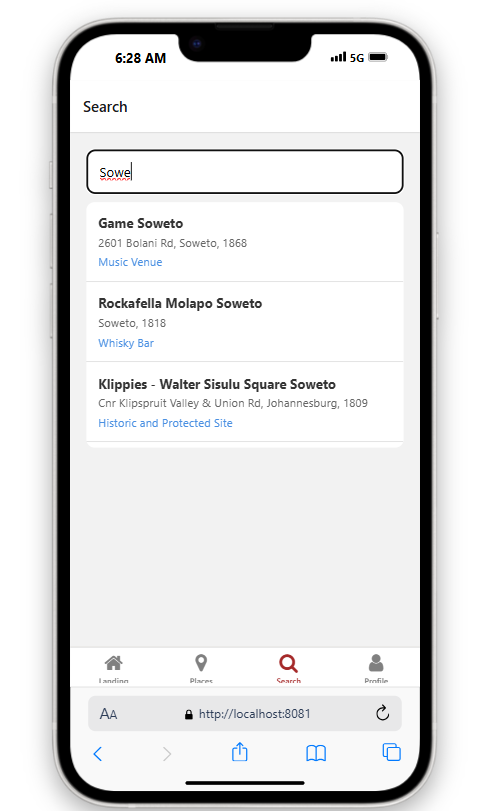 6:28 AM 5G
Search
Sowe
Game Soweto
2601 Bolani Rd, Soweto, 1868
Music Venue
Rockafella Molapo Soweto
Soweto, 1818
Whisky Bar
Klippies - Walter Sisulu Square Soweto
Cnr Klipspruit Valley & Union Rd, Johannesburg, 1809
Historic and Protected Site
Landing Places Search Profile
AA http://localhost:8081